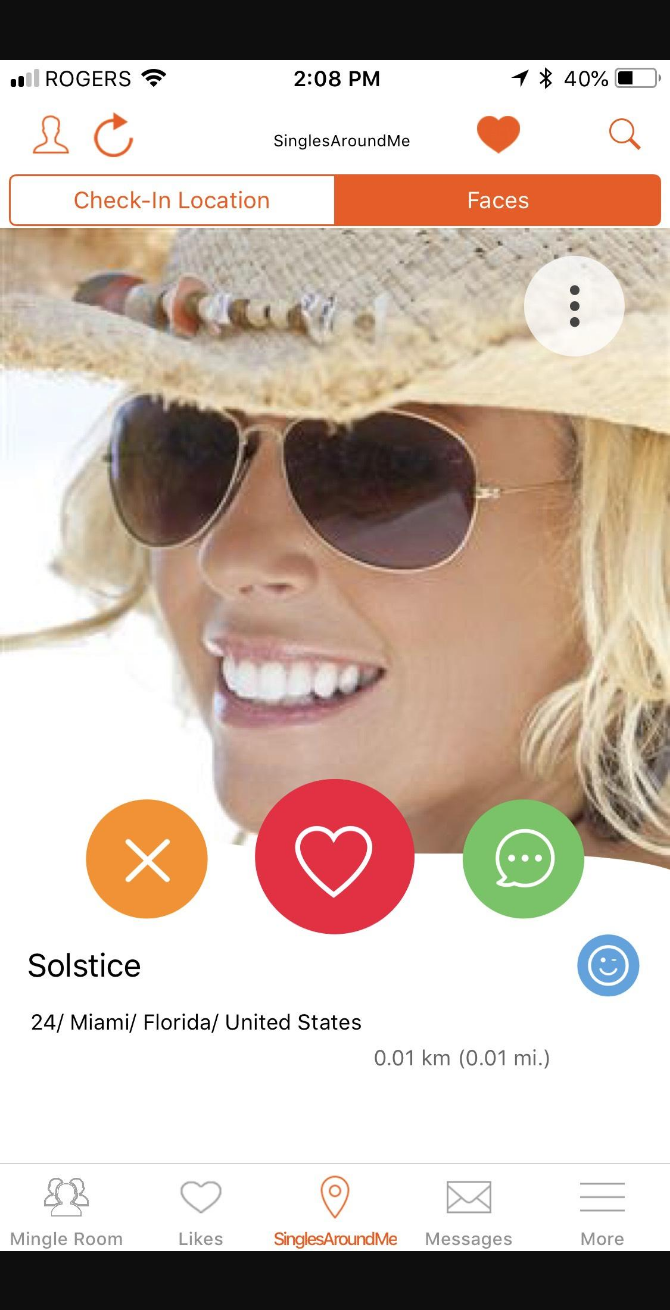 ROGERS 2:08 PM 40%
SinglesAroundMe
Check-In Location Faces
Solstice
24/ Miami/ Florida/ United States
0.01 km (0.01 mi.)
Mingle Room Likes SinglesAroundMe Messages More